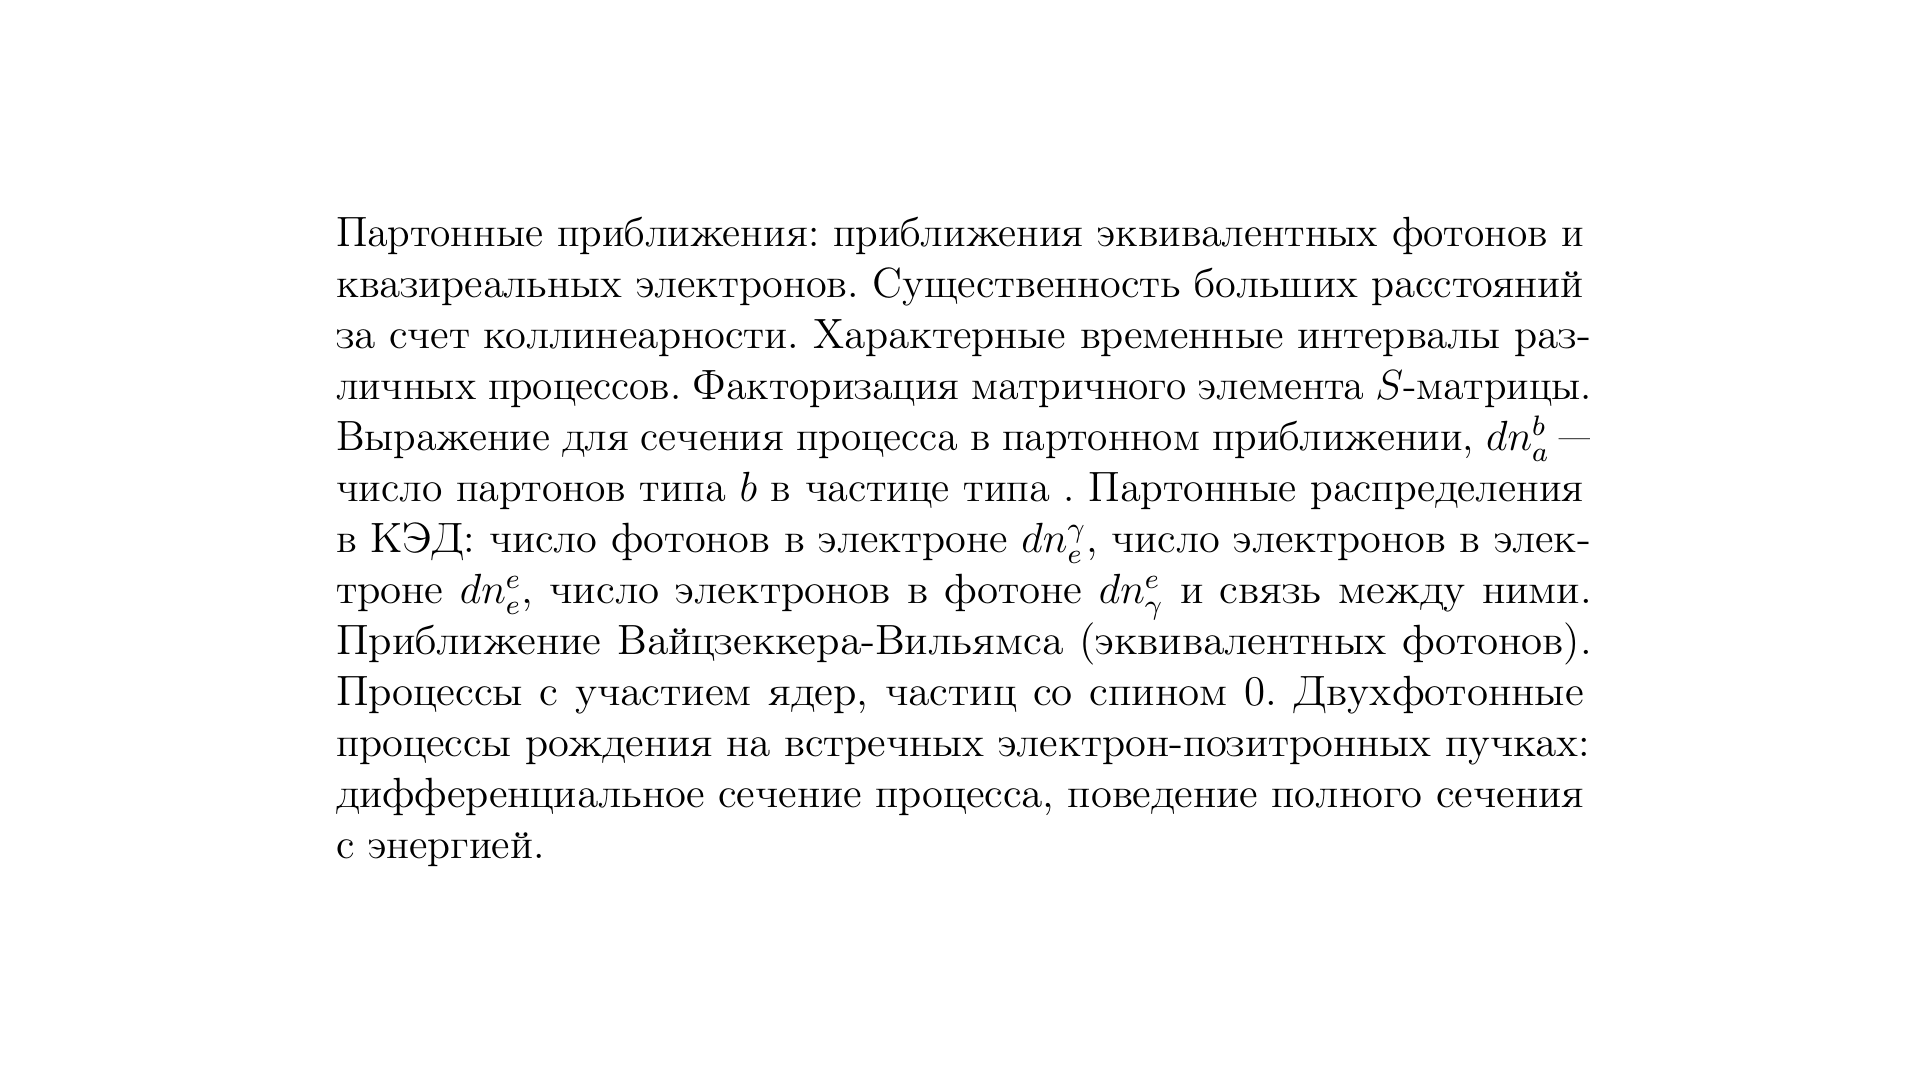 Партонные приближения: приближения эквивалентных фотонов и
квазиреальных электронов. Существенность больших расстояний
за счет коллинеарности. Характерные временные интервалы раз-
личных процессов. Факторизация матричного элемента $S$-матрицы.
Выражение для сечения процесса в партонном приближении, $dn_a^b$ —
число партонов типа $b$ в частице типа . Партонные распределения
в КЭД: число фотонов в электроне $dn_e^\gamma$, число электронов в элек-
троне $dn_e^e$, число электронов в фотоне $dn_\gamma^e$ и связь между ними.
Приближение Вайцзеккера-Вильямса (эквивалентных фотонов).
Процессы с участием ядер, частиц со спином 0. Двухфотонные
процессы рождения на встречных электрон-позитронных пучках:
дифференциальное сечение процесса, поведение полного сечения
с энергией.